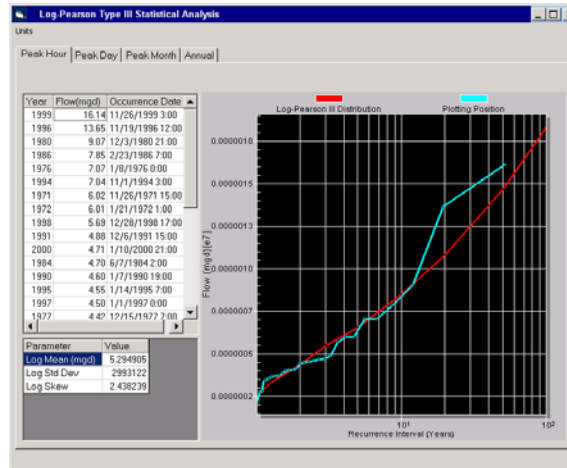 Log-Pearson Type III Statistical Analysis
Units
Peak Hour Peak Day Peak Month Annual
Year Flow(mgd) Occurrence Date
1999 16.14 11/26/1999 3:00
1996 13.65 11/19/1996 12:00
1980 9.07 12/3/1980 21:00
1986 7.85 2/23/1986 7:00
1976 7.07 1/8/1976 0:00
1994 7.04 11/1/1994 3:00
1971 6.02 11/26/1971 15:00
1972 6.01 1/21/1972 1:00
1998 5.69 12/28/1998 17:00
1991 4.88 12/6/1991 15:00
2000 4.71 1/10/2000 21:00
1984 4.70 6/7/1984 2:00
1990 4.60 1/7/1990 19:00
1995 4.55 1/14/1995 7:00
1997 4.50 1/1/1997 0:00
1977 4.42 12/15/1977 2:00
Parameter Value
Log Mean (mgd) 5.294905
Log Std Dev .2993122
Log Skew 2.438239
Log-Pearson III Distribution
Plotting Position
Flow (mgd)[e7]
0.0000016
0.0000015
0.0000013
0.0000010
0.0000007
0.0000005
0.0000002
10¹
10²
Recurrence Interval (Years)